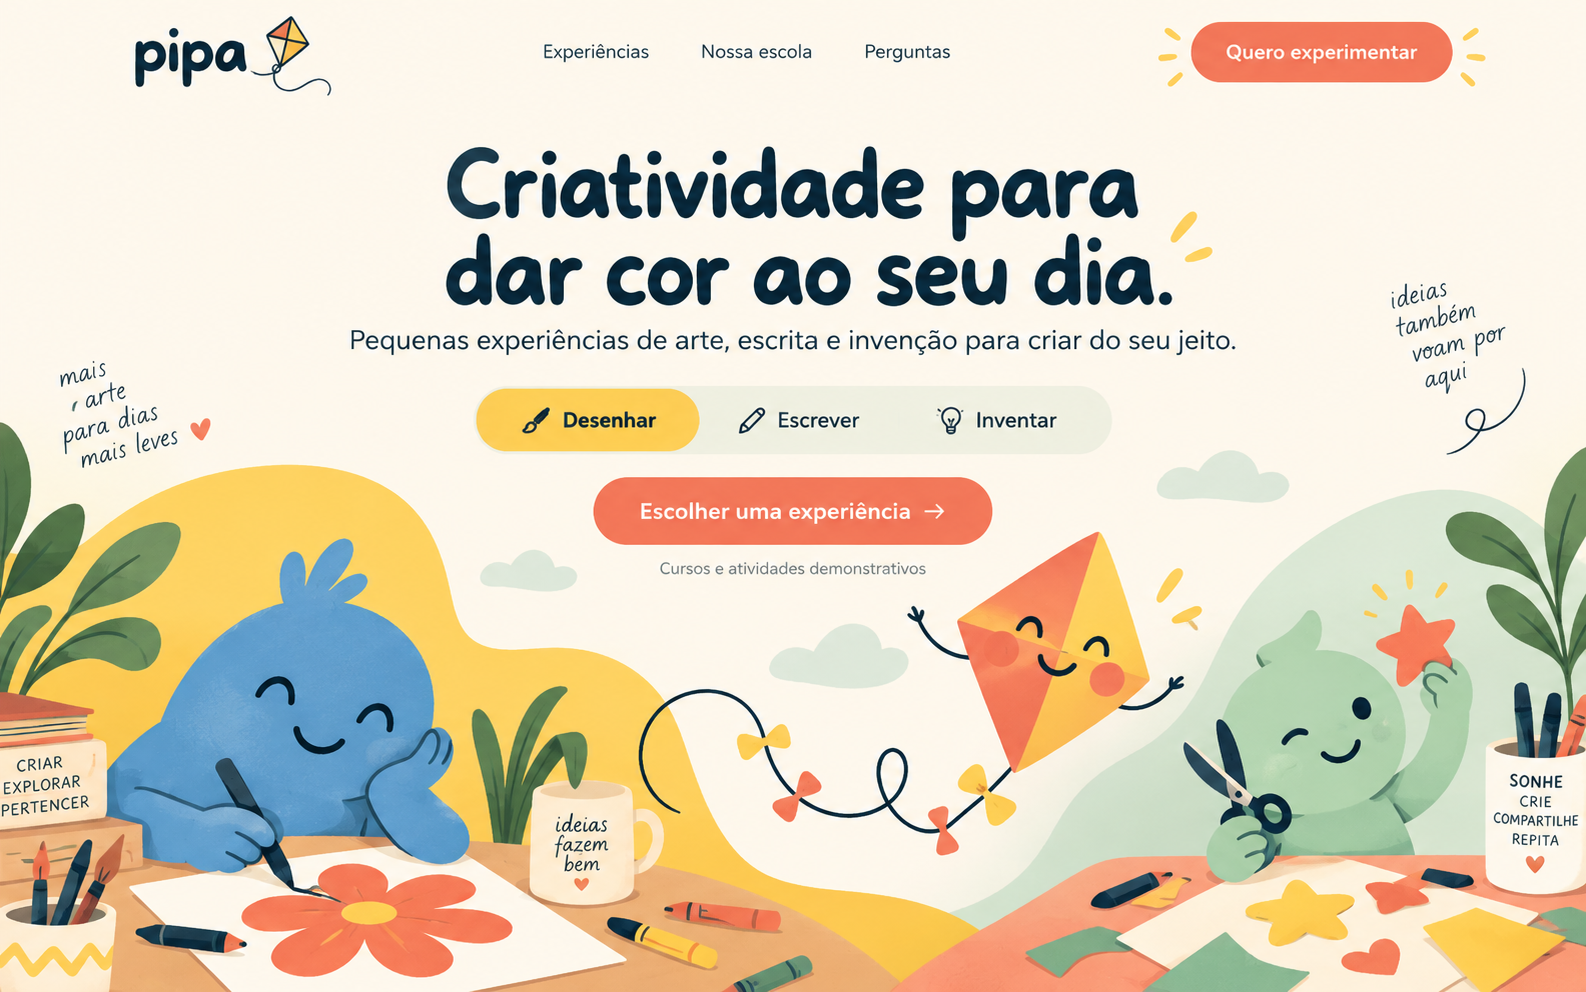 pipa
Experiências
Nossa escola
Perguntas
Quero experimentar
Criatividade para
dar cor ao seu dia.
Pequenas experiências de arte, escrita e invenção para criar do seu jeito.
Desenhar
Escrever
Inventar
Escolher uma experiência →
Cursos e atividades demonstrativos
mais
arte
para dias
mais leves
ideias
também
voam por
aqui
CRIAR
EXPLORAR
PERTENCER
ideias
fazem
bem
SONHE
CRIE
COMPARTILHE
REPITA